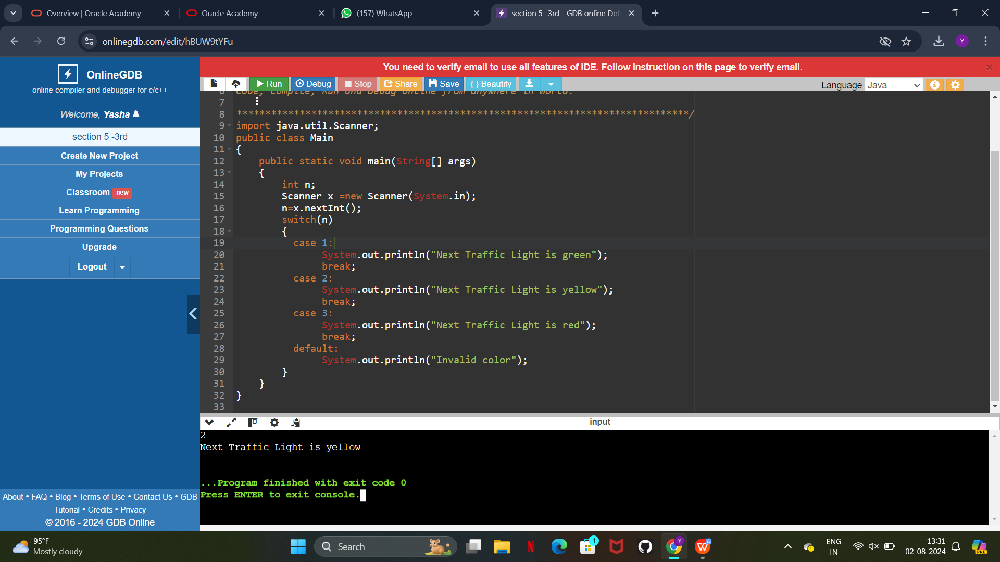 Overview | Oracle Academy
Oracle Academy
(157) WhatsApp
section 5 -3rd - GDB online De
onlinegdb.com/edit/hBUW9tYFu
Y
You need to verify email to use all features of IDE. Follow instruction on this page to verify email.
OnlineGDB
online compiler and debugger for c/c++
Welcome, Yasha
section 5 -3rd
Create New Project
My Projects
Classroom new
Learn Programming
Programming Questions
Upgrade
Logout
Run Debug Stop Share Save { } Beautify
Language Java
6 Code, Compile, Run and Debug online from anywhere in world.
7
8 *******************************************************************************/
9 import java.util.Scanner;
10 public class Main
11 {
12 public static void main(String[] args)
13 {
14 int n;
15 Scanner x =new Scanner(System.in);
16 n=x.nextInt();
17 switch(n)
18 {
19 case 1:
20 System.out.println("Next Traffic Light is green");
21 break;
22 case 2:
23 System.out.println("Next Traffic Light is yellow");
24 break;
25 case 3:
26 System.out.println("Next Traffic Light is red");
27 break;
28 default:
29 System.out.println("Invalid color");
30 }
31 }
32 }
33
input
2
Next Traffic Light is yellow
...Program finished with exit code 0
Press ENTER to exit console.
About • FAQ • Blog • Terms of Use • Contact Us • GDB
Tutorial • Credits • Privacy
© 2016 - 2024 GDB Online
95°F
Mostly cloudy
Search
1
Y
ENG
IN
13:31
02-08-2024
PRE